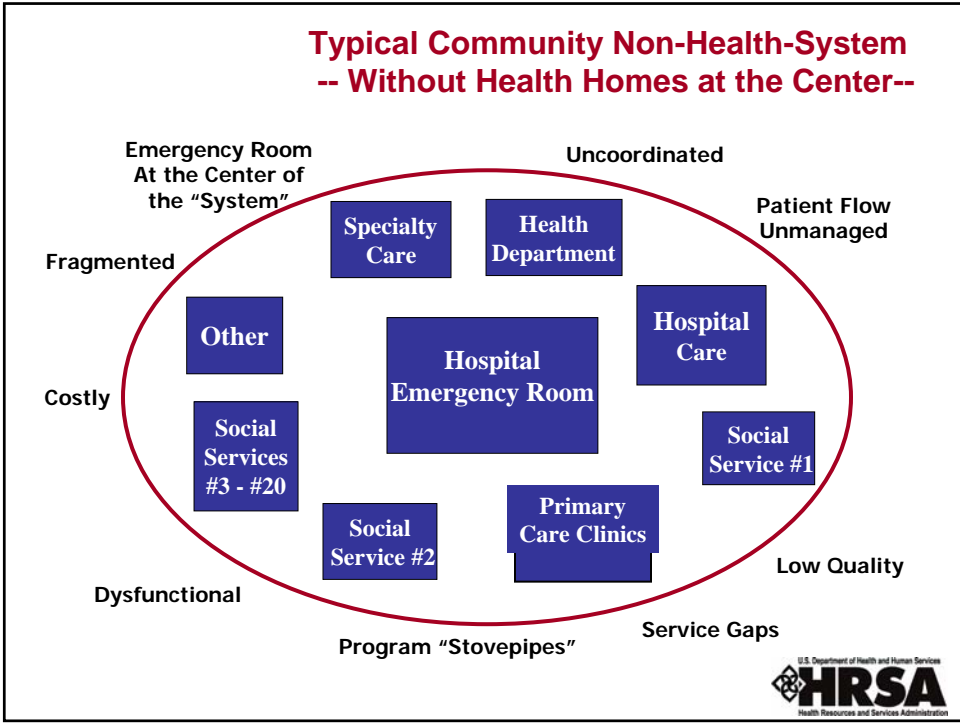 Typical Community Non-Health-System
-- Without Health Homes at the Center--
Emergency Room
At the Center of
the “System”
Uncoordinated
Patient Flow
Unmanaged
Fragmented
Specialty
Care
Health
Department
Other
Hospital
Emergency Room
Hospital
Care
Costly
Social
Services
#3 - #20
Social
Service #1
Social
Service #2
Primary
Care Clinics
Low Quality
Dysfunctional
Service Gaps
Program “Stovepipes”
U.S. Department of Health and Human Services
HRSA
Health Resources and Services Administration